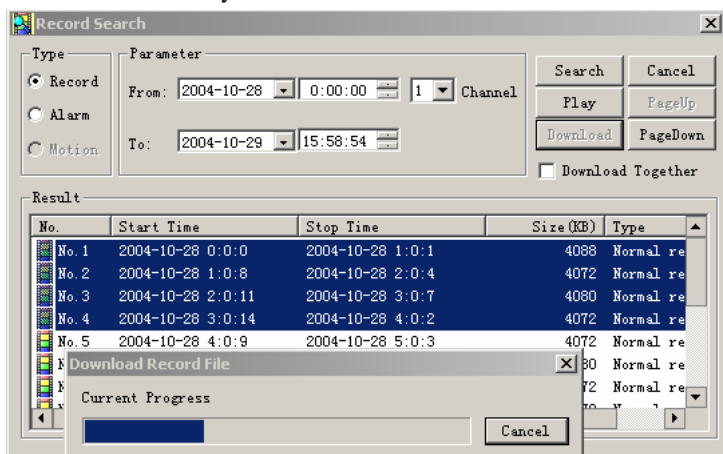 Record Search
Type
Record
Alarm
Motion
Parameter
From: 2004-10-28 0:00:00 1 Channel
To: 2004-10-29 15:58:54
Search Cancel
Play PageUp
Download PageDown
Download Together
Result
No. Start Time Stop Time Size(KB) Type
No.1 2004-10-28 0:0:0 2004-10-28 1:0:1 4088 Normal re
No.2 2004-10-28 1:0:8 2004-10-28 2:0:4 4072 Normal re
No.3 2004-10-28 2:0:11 2004-10-28 3:0:7 4080 Normal re
No.4 2004-10-28 3:0:14 2004-10-28 4:0:2 4072 Normal re
No.5 2004-10-28 4:0:9 2004-10-28 5:0:3 4072 Normal re
80 Normal re
72 Normal re
Download Record File
Current Progress
Cancel